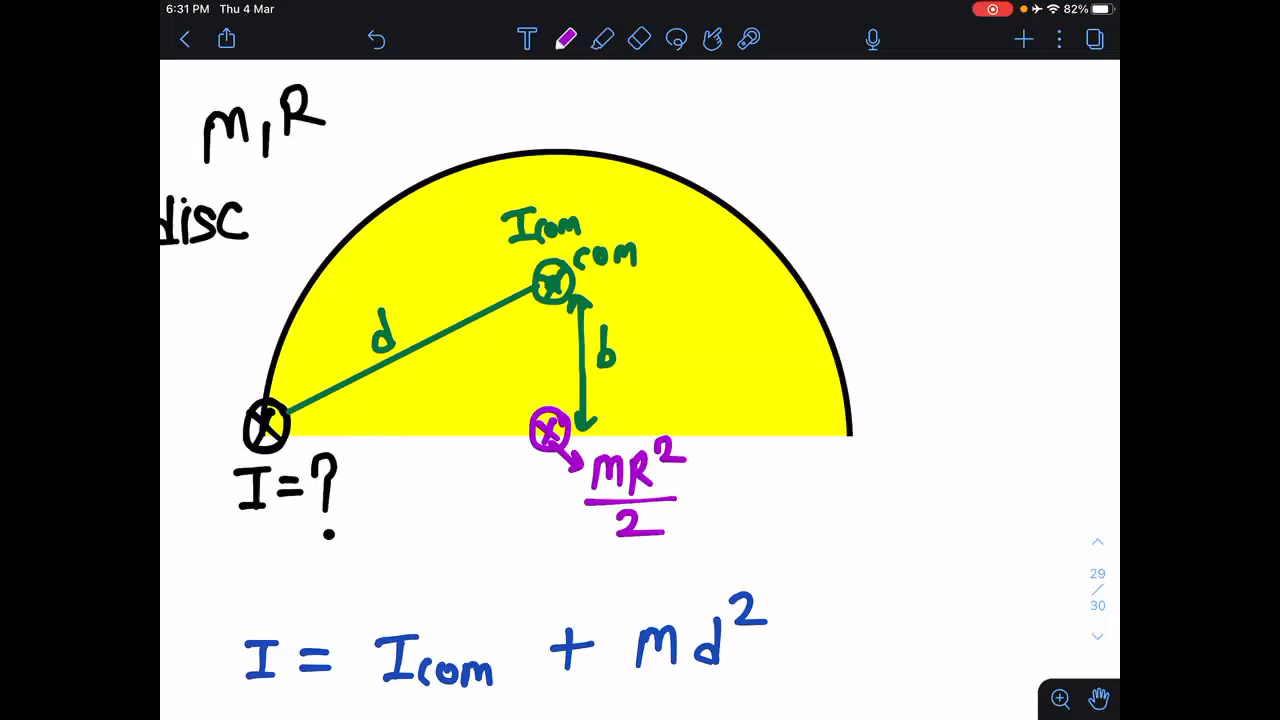 6:31 PM Thu 4 Mar
82%
T
M, R
disc
Icom
com
d
b
I = ?
MR²
2
29
/
30
I = Icom + Md²